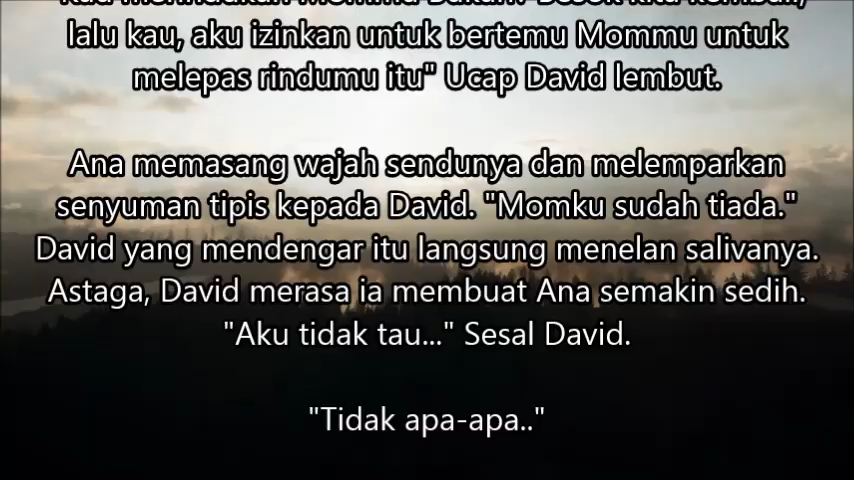 lalu kau, aku izinkan untuk bertemu Mommu untuk
melepas rindumu itu" Ucap David lembut.
Ana memasang wajah sendunya dan melemparkan
senyuman tipis kepada David. "Momku sudah tiada."
David yang mendengar itu langsung menelan salivanya.
Astaga, David merasa ia membuat Ana semakin sedih.
"Aku tidak tau..." Sesal David.
"Tidak apa-apa.."